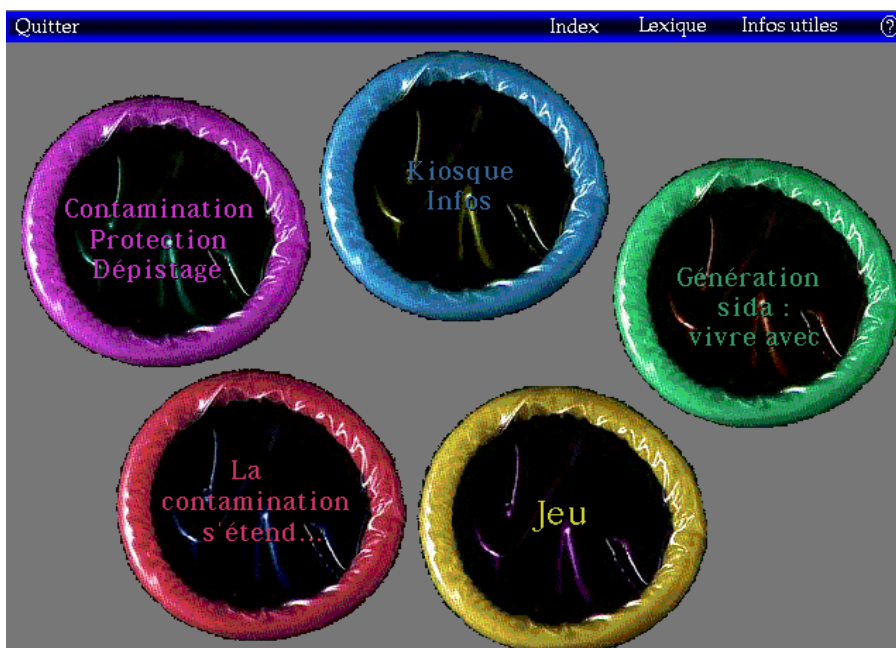 Quitter Index Lexique Infos utiles ?
Contamination
Protection
Dépistage
Kiosque
Infos
Génération
sida :
vivre avec
La
contamination
s'étend...
Jeu